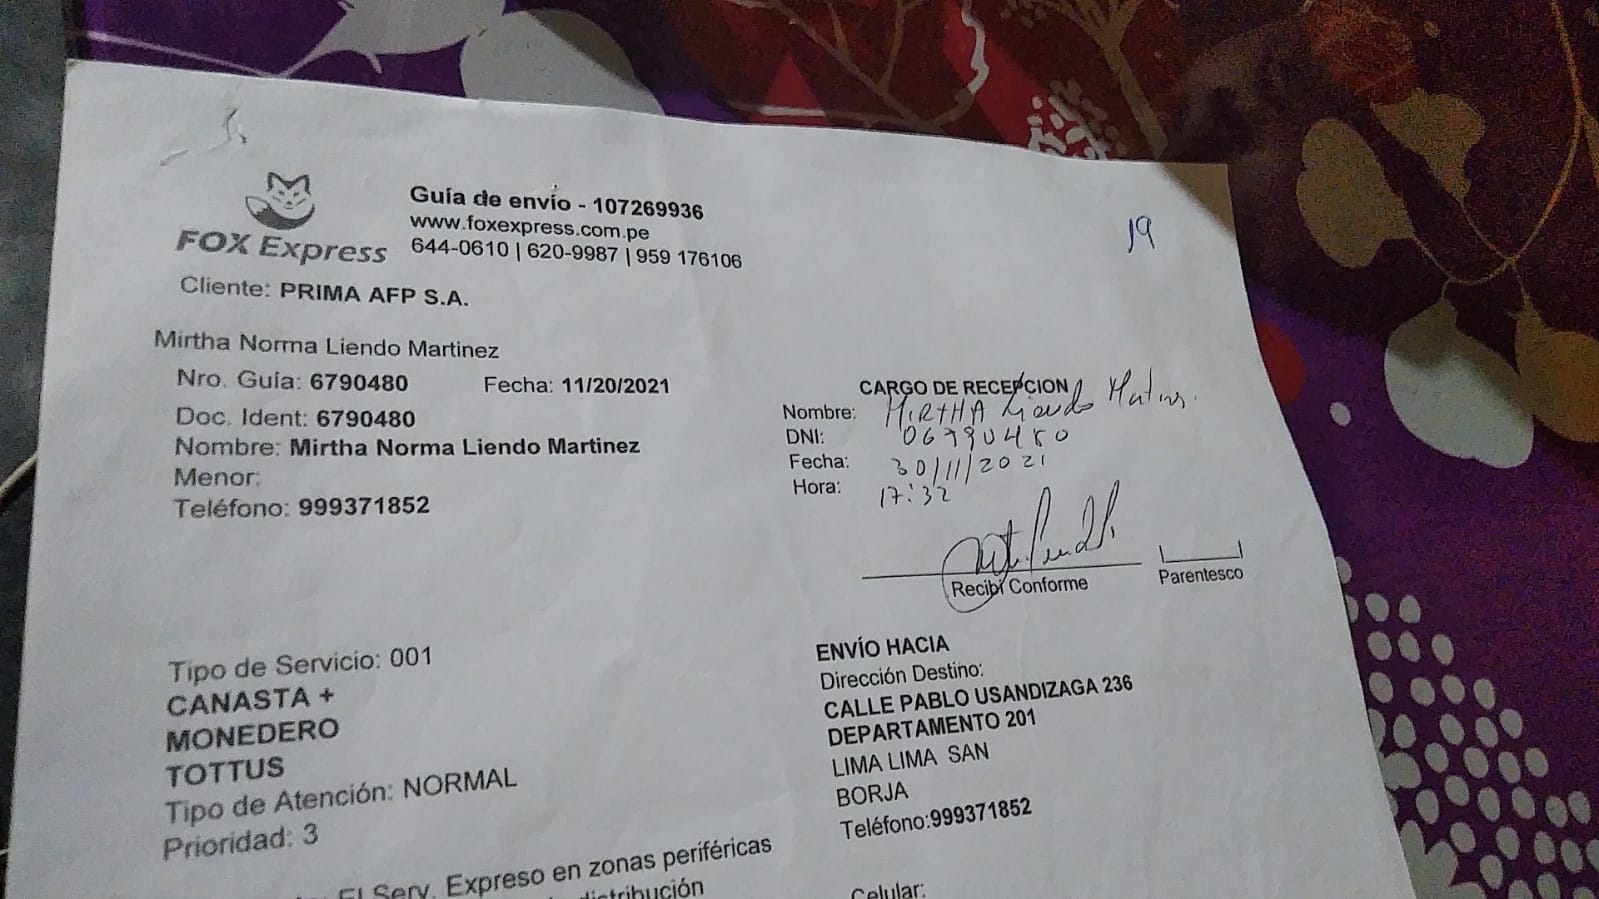 Guía de envío - 107269936
www.foxexpress.com.pe
644-0610 | 620-9987 | 959 176106
FOX Express
19
Cliente: PRIMA AFP S.A.
Mirtha Norma Liendo Martinez
Nro. Guía: 6790480 Fecha: 11/20/2021
Doc. Ident: 6790480
Nombre: Mirtha Norma Liendo Martinez
Menor:
Teléfono: 999371852
CARGO DE RECEPCION
Nombre: MIRTHA Liendo
DNI: 06790480
Fecha: 30/11/2021
Hora: 17:32
Recibí Conforme
Parentesco
Tipo de Servicio: 001
CANASTA +
MONEDERO
TOTTUS
Tipo de Atención: NORMAL
Prioridad: 3
ENVÍO HACIA
Dirección Destino:
CALLE PABLO USANDIZAGA 236
DEPARTAMENTO 201
LIMA LIMA SAN
BORJA
Teléfono:999371852
El Serv. Expreso en zonas periféricas
distribución
Celular: